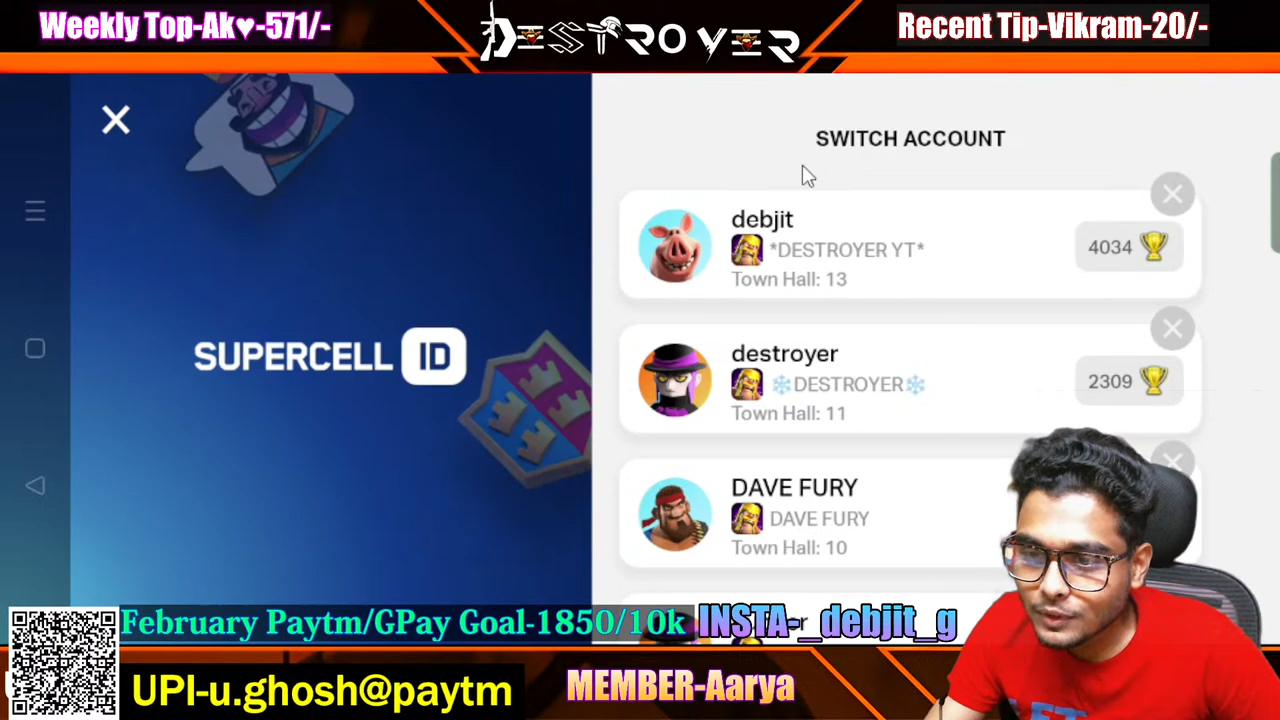 Weekly Top-Ak♥-571/-
DESTROYER
Recent Tip-Vikram-20/-
SWITCH ACCOUNT
debjit
*DESTROYER YT*
Town Hall: 13
4034
SUPERCELL ID
destroyer
❄DESTROYER❄
Town Hall: 11
2309
DAVE FURY
DAVE FURY
Town Hall: 10
February Paytm/GPay Goal-1850/10k
INSTA-_debjit_g
UPI-u.ghosh@paytm
MEMBER-Aarya